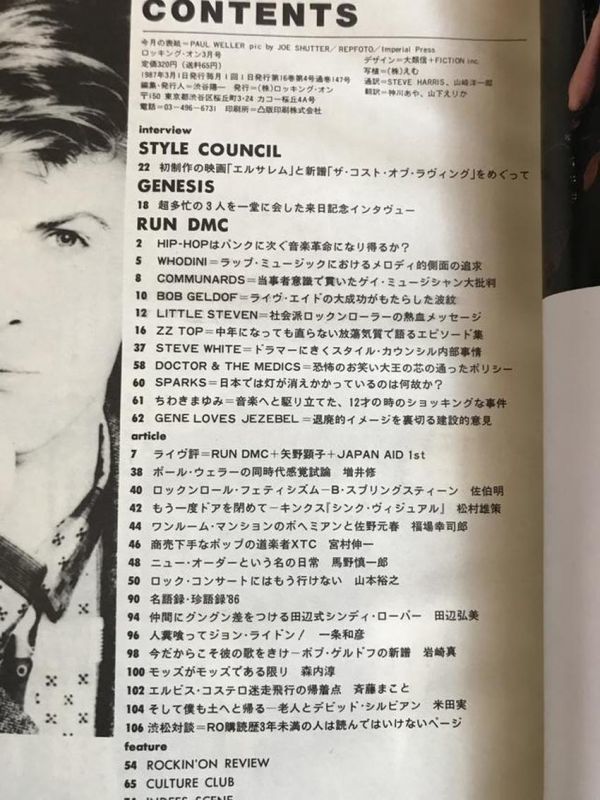 CONTENTS
今月の表紙=PAUL WELLER pic by JOE SHUTTER/REPFOTO/Imperial Press
ロッキング・オン3月号
定価320円(送料65円)
1987年3月1日発行毎月1回1日発行第16巻第4号通巻147号
編集・発行人=渋谷陽一 発行=(株)ロッキング・オン
〒150 東京都渋谷区桜丘町3-24 カコー桜丘4A号
電話=03-496-6731 印刷所=凸版印刷株式会社
デザイン=大類信+FICTION inc.
写植=(株)えむ
通訳=STEVE HARRIS、山崎洋一郎
翻訳=神川あや、山下えりか
interview
STYLE COUNCIL
22 初制作の映画「エルサレム」と新譜「ザ・コスト・オブ・ラヴィング」をめぐって
GENESIS
18 超多忙の3人を一堂に会した来日記念インタヴュー
RUN DMC
2 HIP-HOPはパンクに次ぐ音楽革命になり得るか?
5 WHODINI=ラップ・ミュージックにおけるメロディ的側面の追求
8 COMMUNARDS=当事者意識で貫いたゲイ・ミュージシャン大批判
10 BOB GELDOF=ライヴ・エイドの大成功がもたらした波紋
12 LITTLE STEVEN=社会派ロックンローラーの熱血メッセージ
16 ZZ TOP=中年になっても直らない放蕩気質で語るエピソード集
37 STEVE WHITE=ドラマーにきくスタイル・カウンシル内部事情
58 DOCTOR & THE MEDICS=恐怖のお笑い大王の芯の通ったポリシー
60 SPARKS=日本では灯が消えかかっているのは何故か?
61 ちわきまゆみ=音楽へと駆り立てた、12才の時のショッキングな事件
62 GENE LOVES JEZEBEL=退廃的イメージを裏切る建設的意見
article
7 ライヴ評=RUN DMC+矢野顕子+JAPAN AID 1st
38 ポール・ウェラーの同時代感覚試論 増井修
40 ロックンロール・フェティシズム—B・スプリングスティーン 佐伯明
42 もう一度ドアを閉めて—キンクス「シンク・ヴィジュアル」 松村雄策
44 ワンルーム・マンションのボヘミアンと佐野元春 福場幸司郎
46 商売下手なポップの道楽者XTC 宮村伸一
48 ニュー・オーダーという名の日常 馬野慎一郎
50 ロック・コンサートにはもう行けない 山本裕之
90 名語録・珍語録'86
94 仲間にグングン差をつける田辺式シンディ・ローパー 田辺弘美
96 人糞喰ってジョン・ライドン! 一条和彦
98 今だからこそ彼の歌をきけ—ボブ・ゲルドフの新譜 岩崎真
100 モッズがモッズである限り 森内淳
102 エルビス・コステロ迷走飛行の帰着点 斉藤まこと
104 そして僕も土へと帰る—老人とデビッド・シルビアン 米田実
106 渋松対談=RO購読歴3年未満の人は読んではいけないページ
feature
54 ROCKIN'ON REVIEW
65 CULTURE CLUB